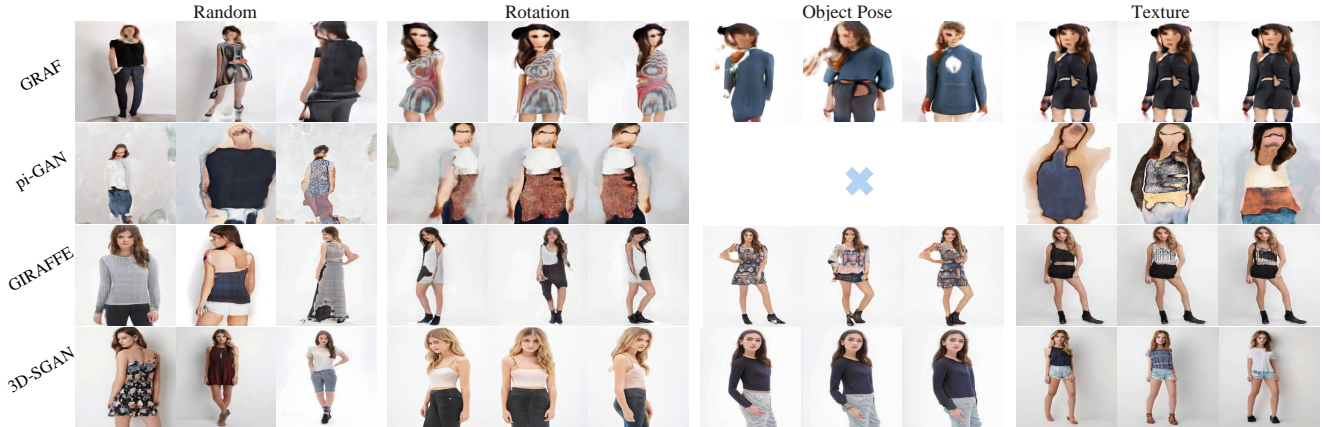 Random Rotation Object Pose Texture
GRAF
pi-GAN
GIRAFFE
3D-SGAN